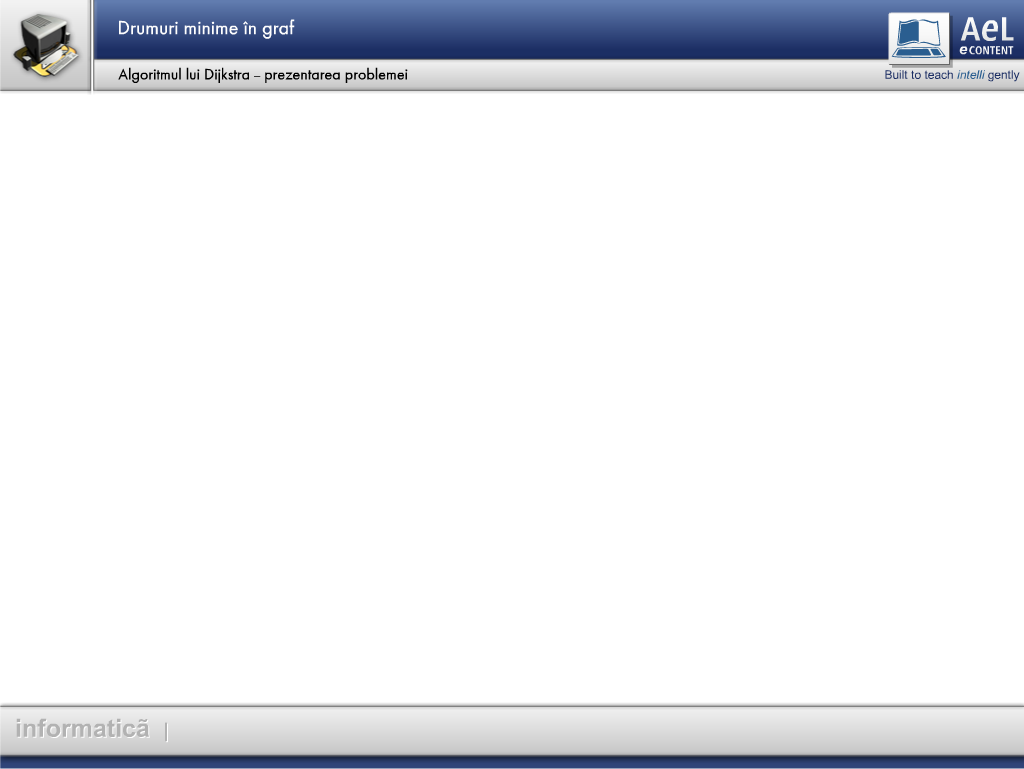 Drumuri minime în graf
Algoritmul lui Dijkstra – prezentarea problemei
AeL
eCONTENT
Built to teach intelli gently
informatică |